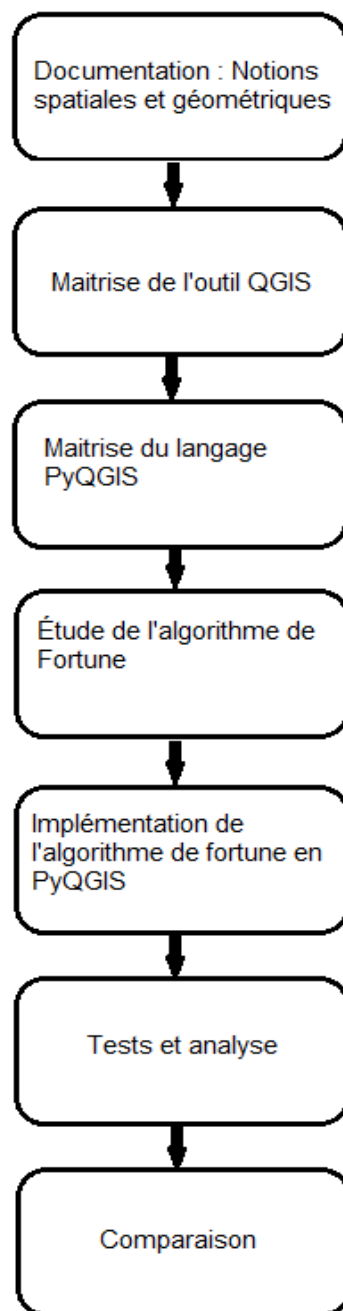 Documentation : Notions
spatiales et géométriques
Maitrise de l'outil QGIS
Maitrise du langage
PyQGIS
Étude de l'algorithme de
Fortune
Implémentation de
l'algorithme de fortune en
PyQGIS
Tests et analyse
Comparaison